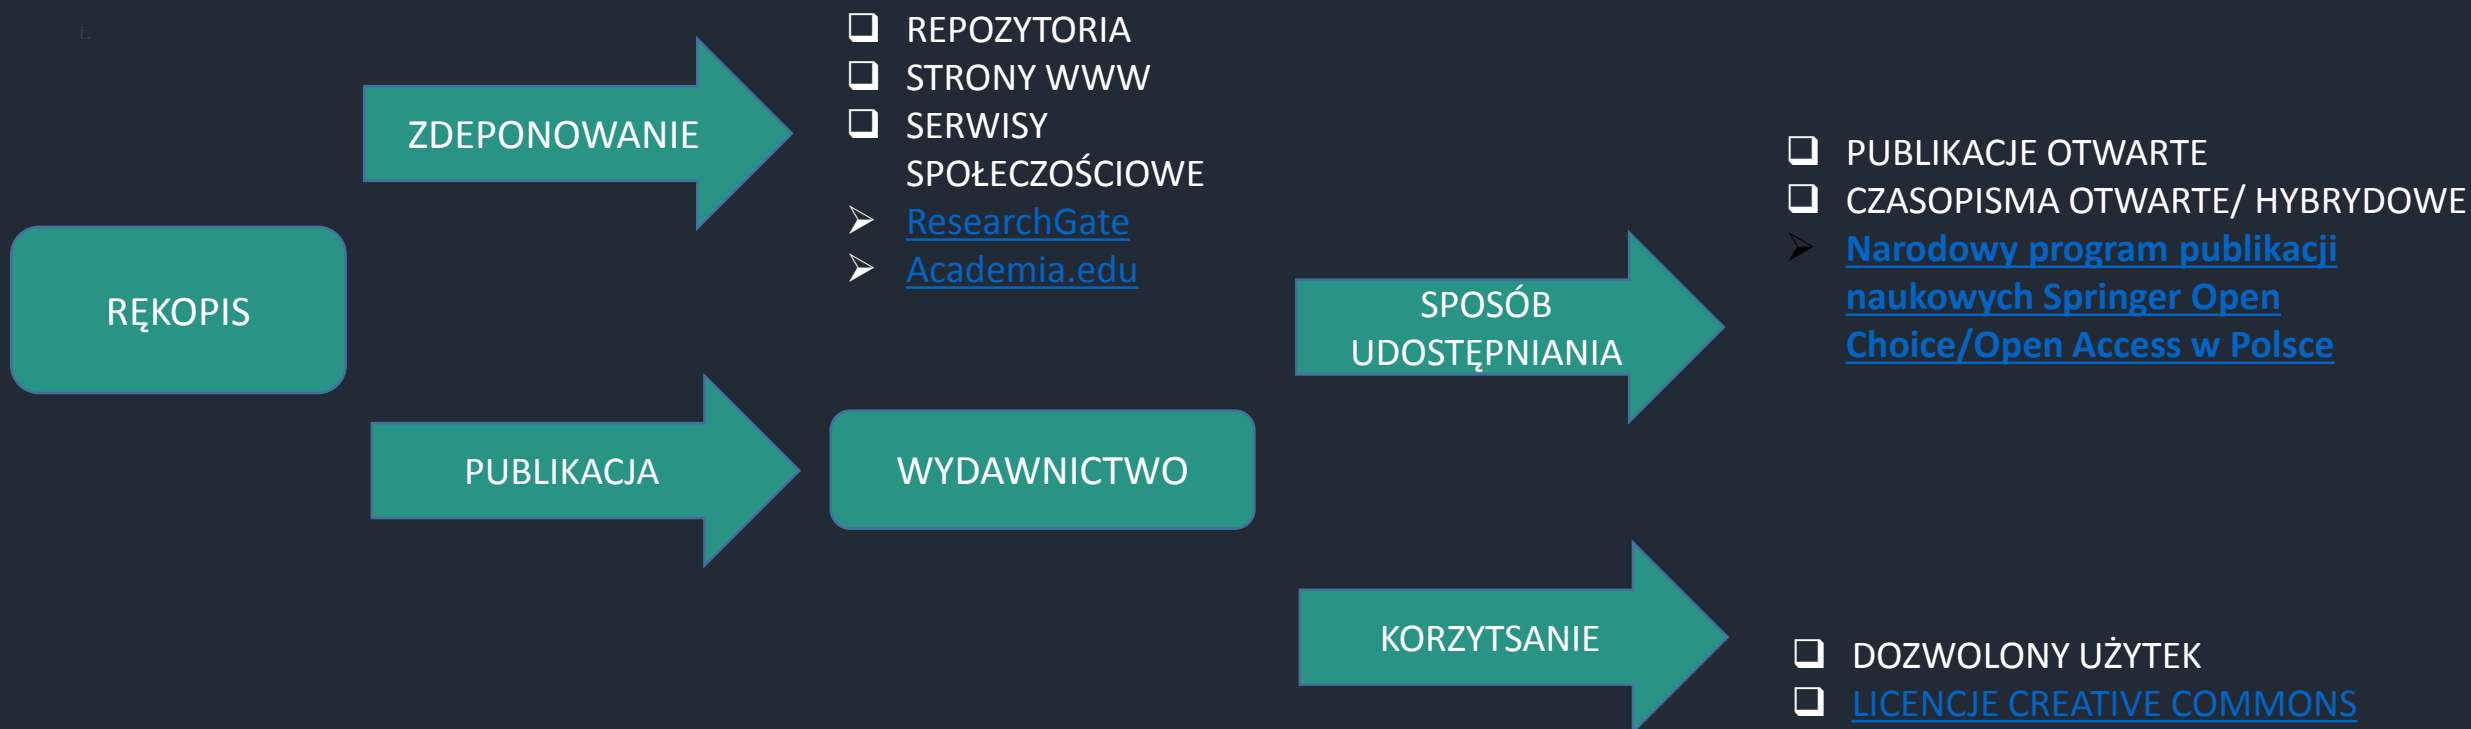 t.
RĘKOPIS
ZDEPONOWANIE
REPOZYTORIA
STRONY WWW
SERWISY
SPOŁECZOŚCIOWE
ResearchGate
Academia.edu
PUBLIKACJA
WYDAWNICTWO
SPOSÓB
UDOSTĘPNIANIA
PUBLIKACJE OTWARTE
CZASOPISMA OTWARTE/ HYBRYDOWE
Narodowy program publikacji
naukowych Springer Open
Choice/Open Access w Polsce
KORZYTSANIE
DOZWOLONY UŻYTEK
LICENCJE CREATIVE COMMONS